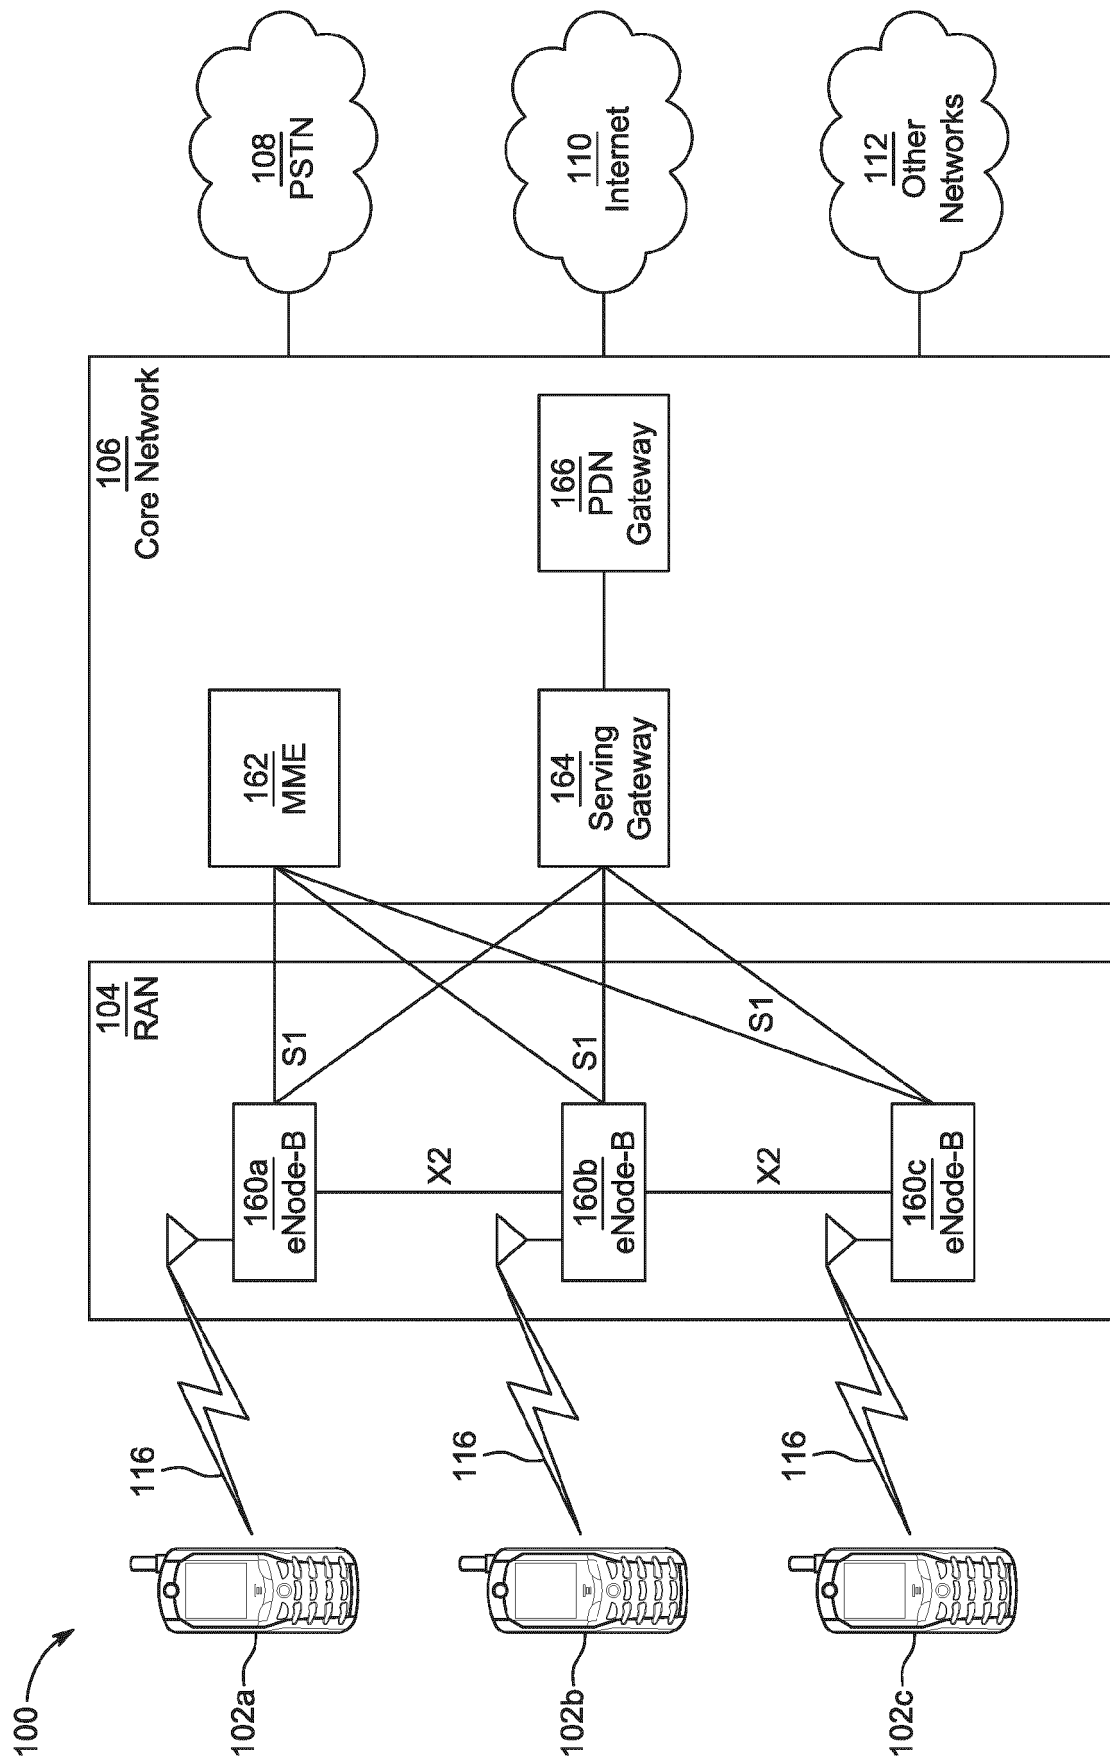 100
102a
116
104
RAN
160a
eNode-B
S1
X2
102b
116
160b
eNode-B
S1
X2
102c
116
160c
eNode-B
S1
106
Core Network
162
MME
164
Serving
Gateway
166
PDN
Gateway
108
PSTN
110
Internet
112
Other
Networks